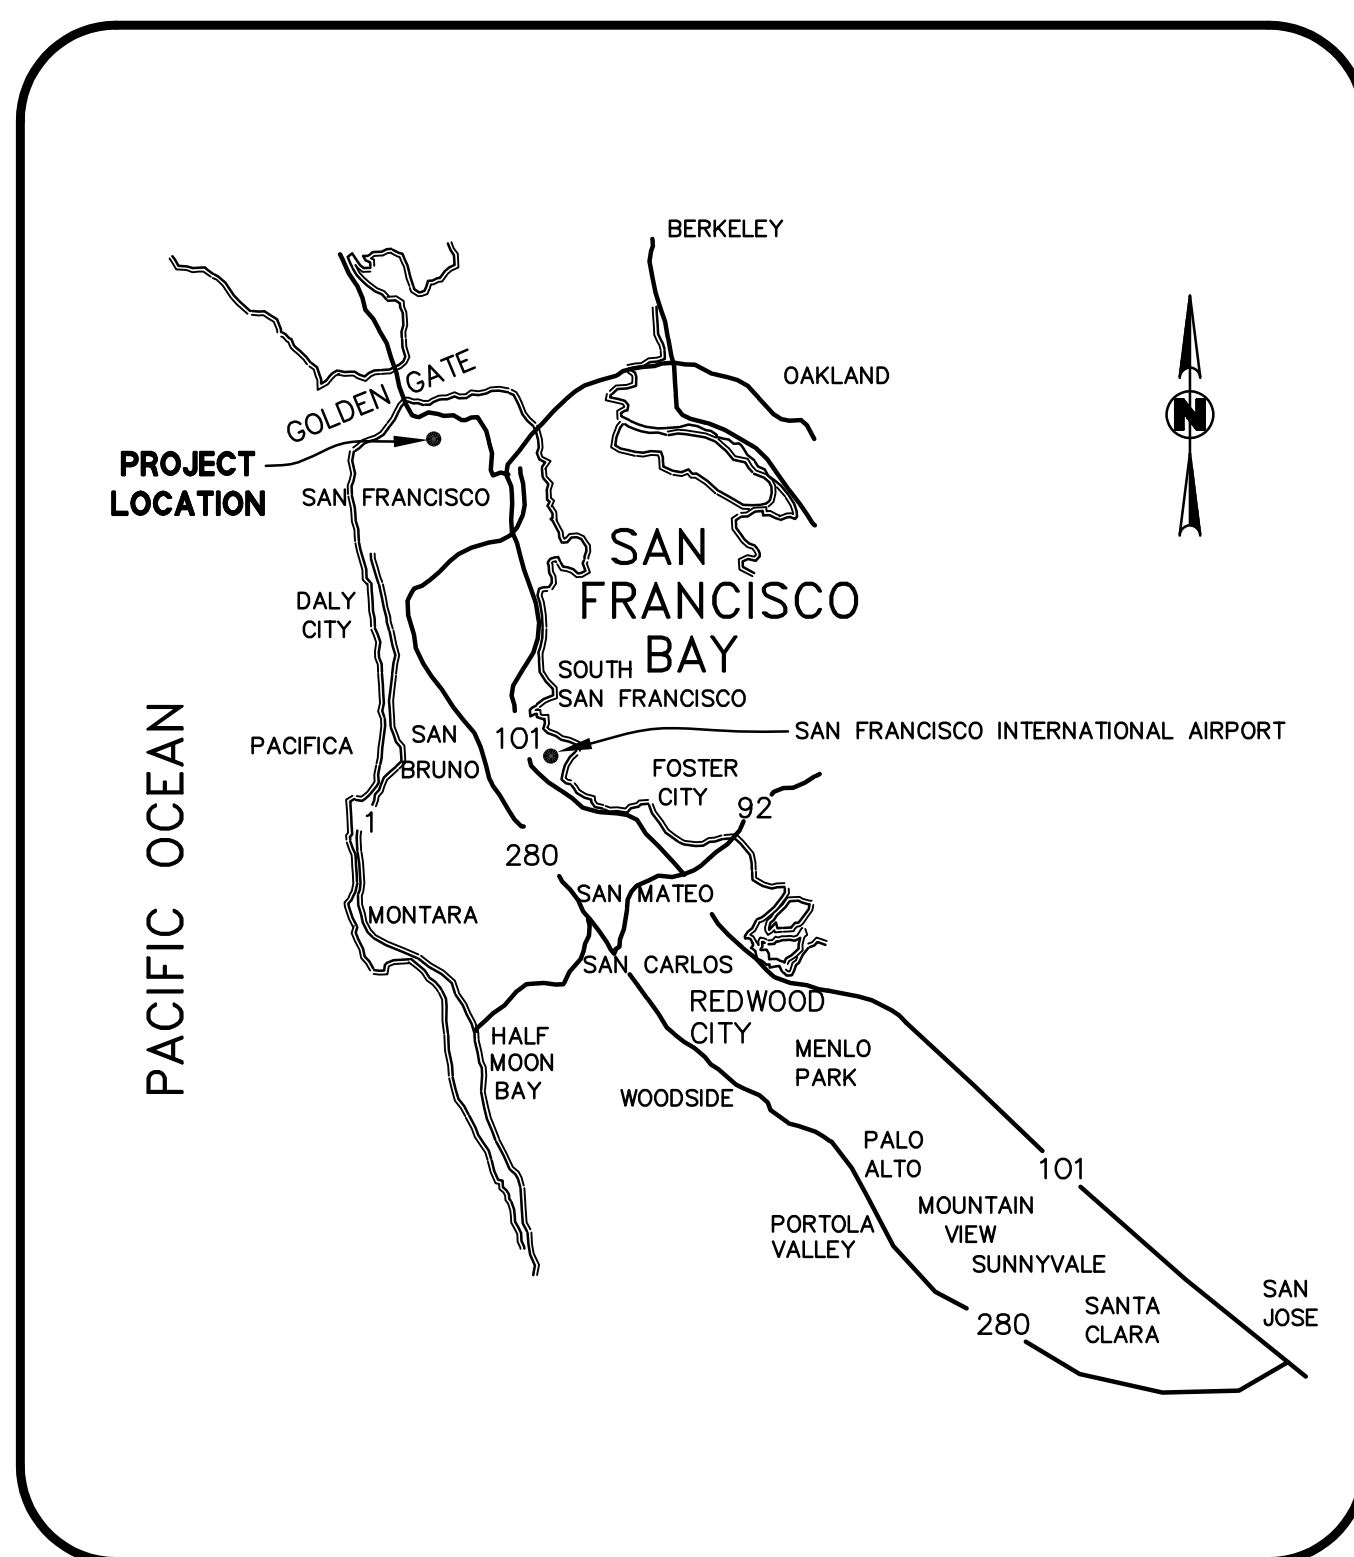 BERKELEY
OAKLAND
GOLDEN GATE
N
PROJECT
LOCATION
SAN FRANCISCO
SAN
FRANCISCO
BAY
DALY
CITY
SOUTH
SAN FRANCISCO
PACIFIC OCEAN
PACIFICA
SAN
BRUNO
101
SAN FRANCISCO INTERNATIONAL AIRPORT
FOSTER
CITY
92
1
280
SAN MATEO
MONTARA
SAN CARLOS
REDWOOD
CITY
HALF
MOON
BAY
MENLO
PARK
WOODSIDE
PALO
ALTO
101
MOUNTAIN
VIEW
PORTOLA
VALLEY
SUNNYVALE
SANTA
CLARA
SAN
JOSE
280